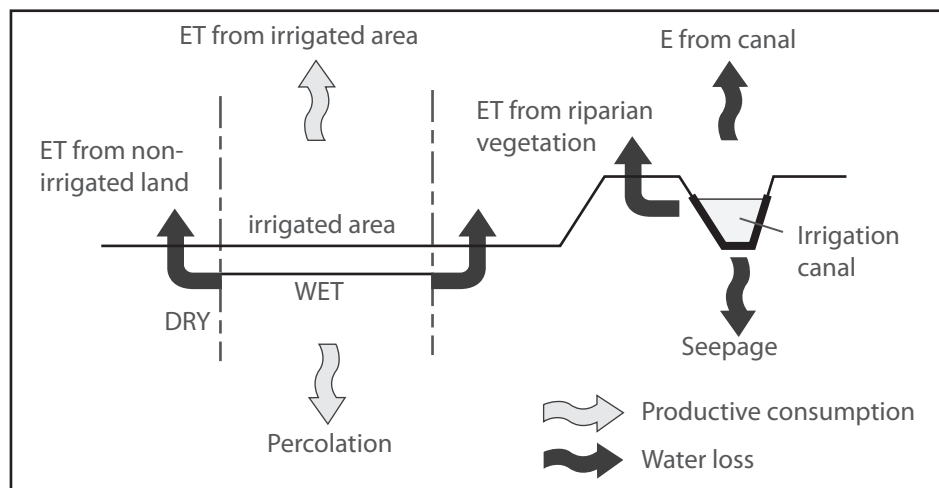 ET from irrigated area
E from canal
ET from riparian
vegetation
ET from non-
irrigated land
irrigated area
Irrigation
canal
WET
DRY
Seepage
Percolation
Productive consumption
Water loss